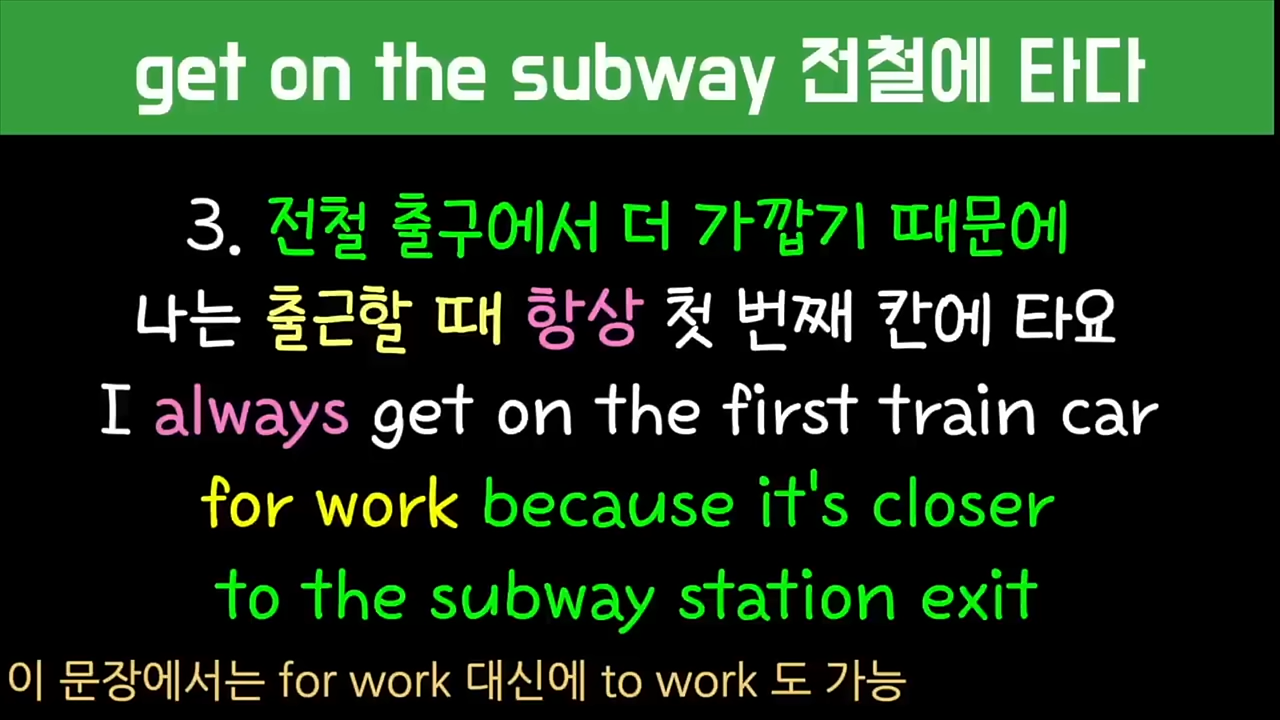 get on the subway 전철에 타다
3. 전철 출구에서 더 가깝기 때문에
나는 출근할 때 항상 첫 번째 칸에 타요
I always get on the first train car
for work because it's closer
to the subway station exit
이 문장에서는 for work 대신에 to work 도 가능